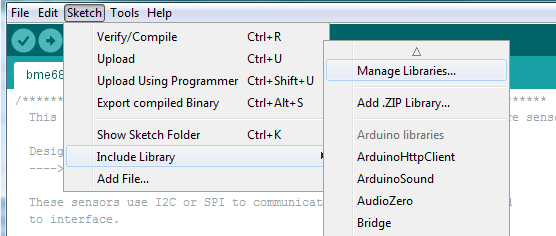 File Edit Sketch Tools Help
Verify/Compile Ctrl+R
Upload Ctrl+U
Upload Using Programmer Ctrl+Shift+U
Export compiled Binary Ctrl+Alt+S
Show Sketch Folder Ctrl+K
Include Library
Add File...
Manage Libraries...
Add .ZIP Library...
Arduino libraries
ArduinoHttpClient
ArduinoSound
AudioZero
Bridge
bme68
/******* **
This re sens
Desig
---->
These sensors use I2C or SPI to communicat d
to interface.